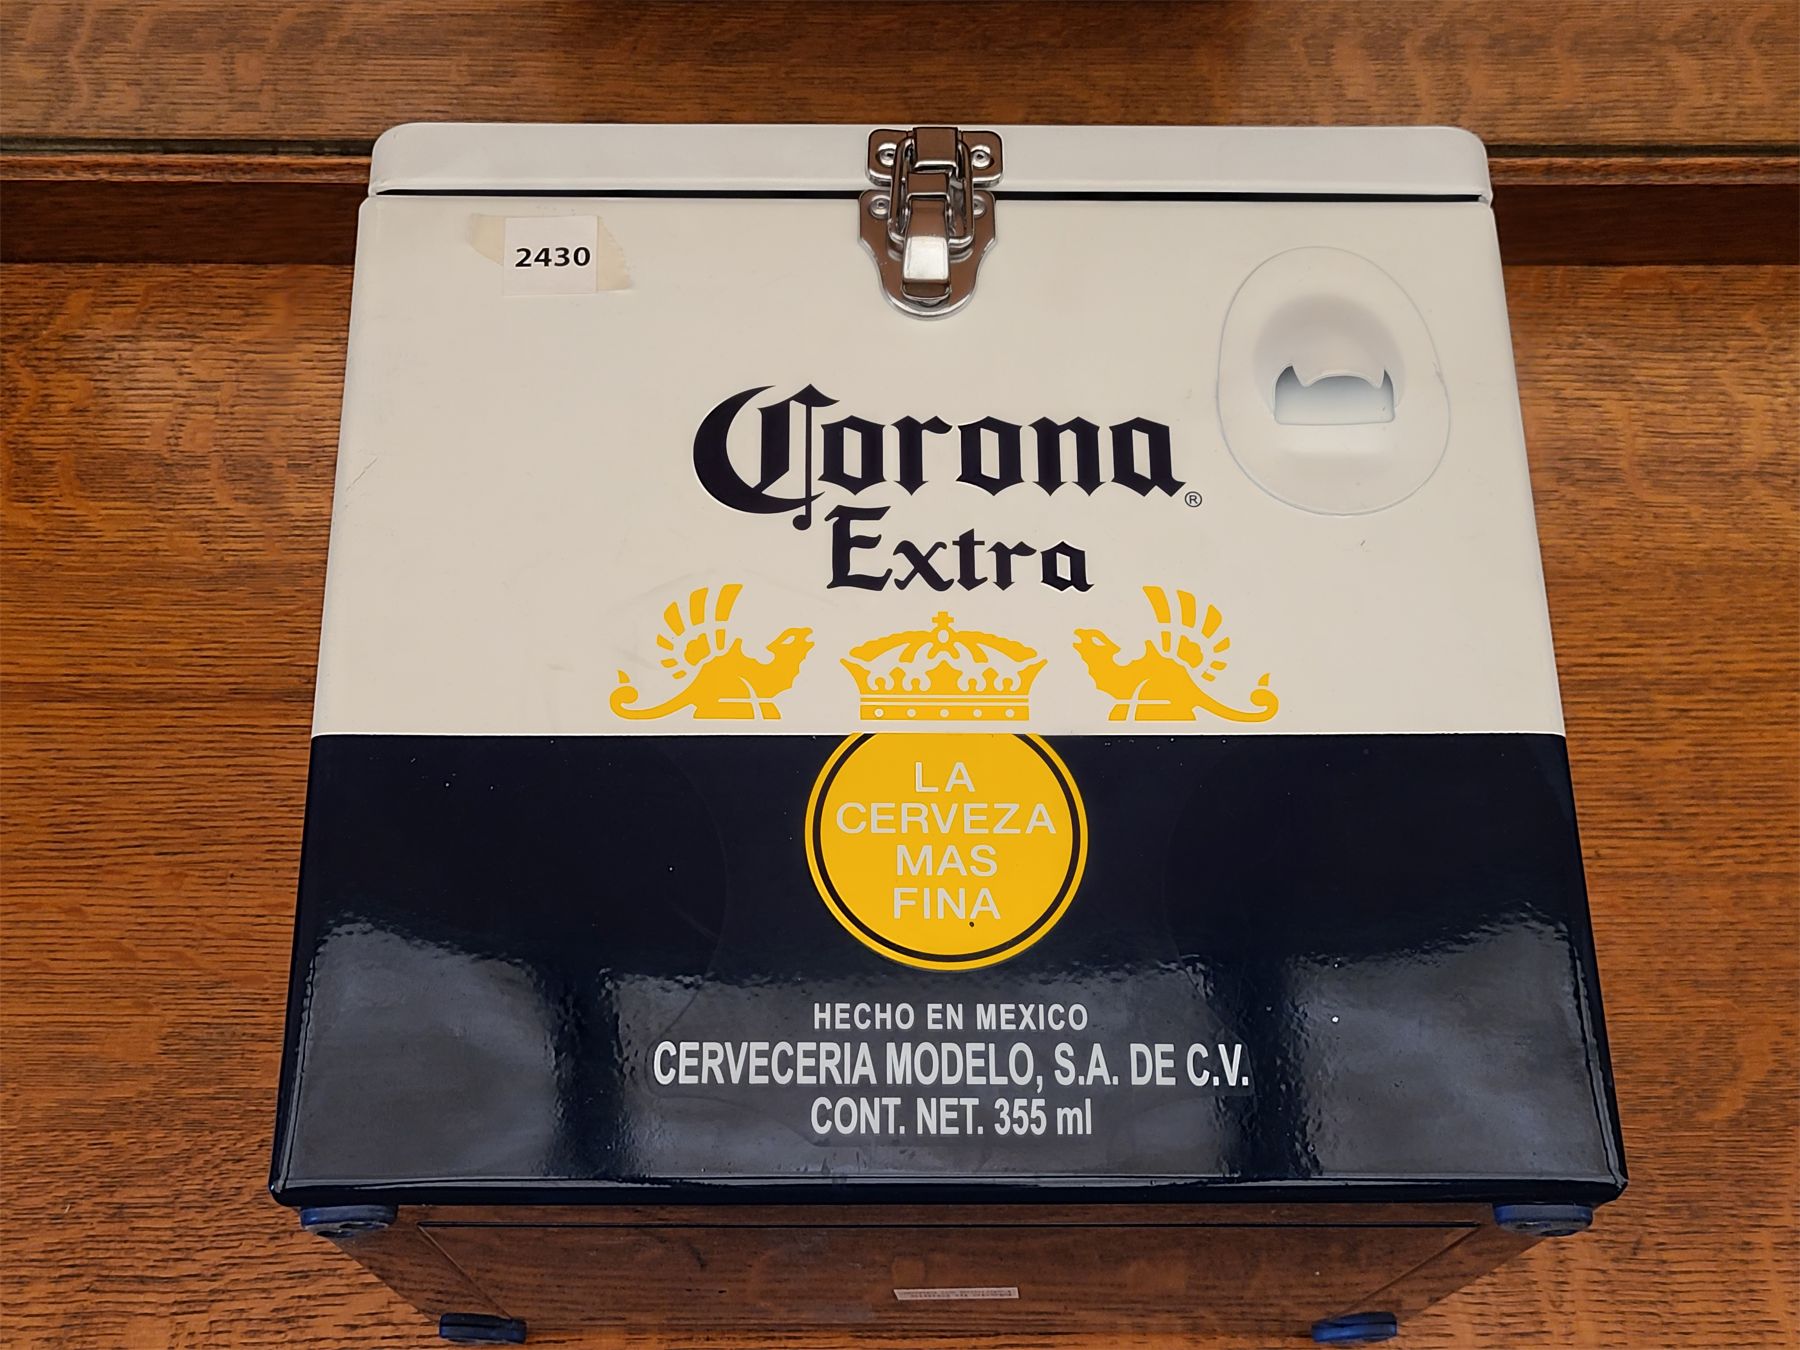 2430
Corona®
Extra
LA
CERVEZA
MAS
FINA
HECHO EN MEXICO
CERVECERIA MODELO, S.A. DE C.V.
CONT. NET. 355 ml